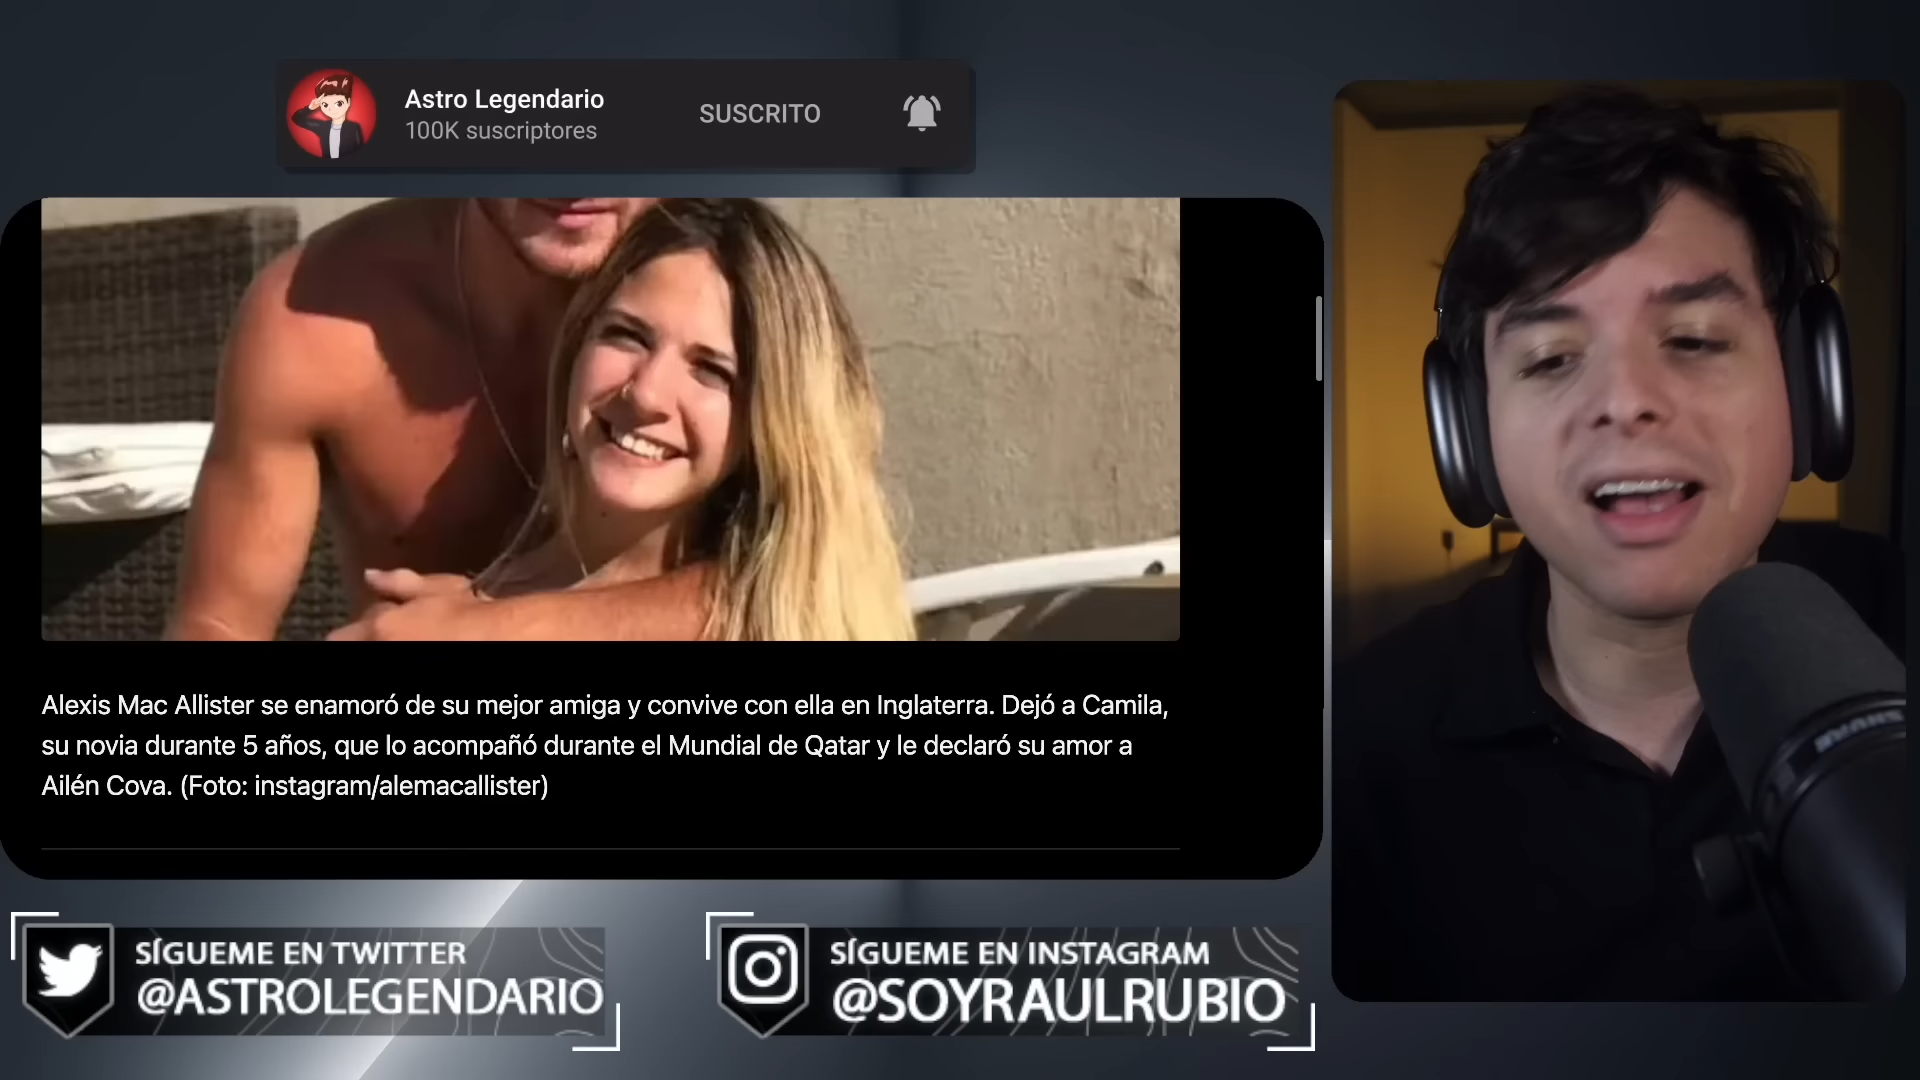 Astro Legendario
100K suscriptores
SUSCRITO
Alexis Mac Allister se enamoró de su mejor amiga y convive con ella en Inglaterra. Dejó a Camila,
su novia durante 5 años, que lo acompañó durante el Mundial de Qatar y le declaró su amor a
Ailén Cova. (Foto: instagram/alemacallister)
SÍGUEME EN TWITTER
@ASTROLEGENDARIO
SÍGUEME EN INSTAGRAM
@SOYRAULRUBIO